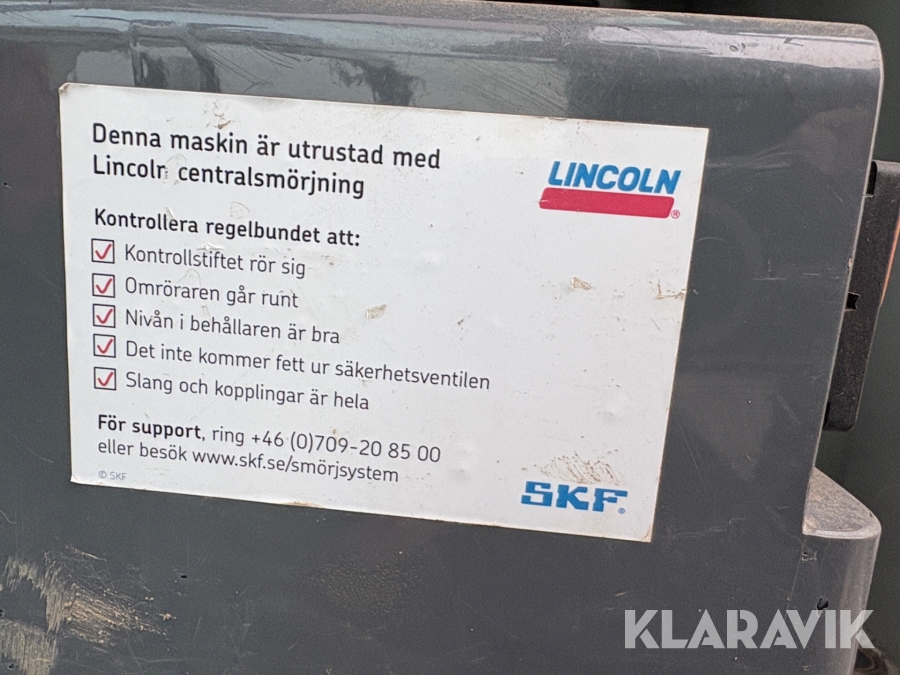 Denna maskin är utrustad med
Lincoln centralsmörjning
LINCOLN®
Kontrollera regelbundet att:
Kontrollstiftet rör sig
Omröraren går runt
Nivån i behållaren är bra
Det inte kommer fett ur säkerhetsventilen
Slang och kopplingar är hela
För support, ring +46 (0)709-20 85 00
eller besök www.skf.se/smörjsystem
© SKF
SKF®
KLARAVIK